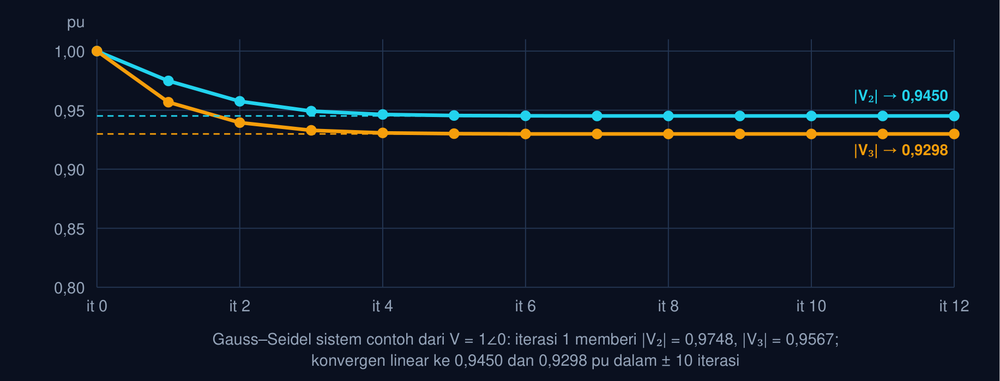 pu
1,00
0,95
0,90
0,85
0,80
|V₂| → 0,9450
|V₃| → 0,9298
it 0
it 2
it 4
it 6
it 8
it 10
it 12
Gauss–Seidel sistem contoh dari V = 1∠0: iterasi 1 memberi |V₂| = 0,9748, |V₃| = 0,9567;
konvergen linear ke 0,9450 dan 0,9298 pu dalam ± 10 iterasi